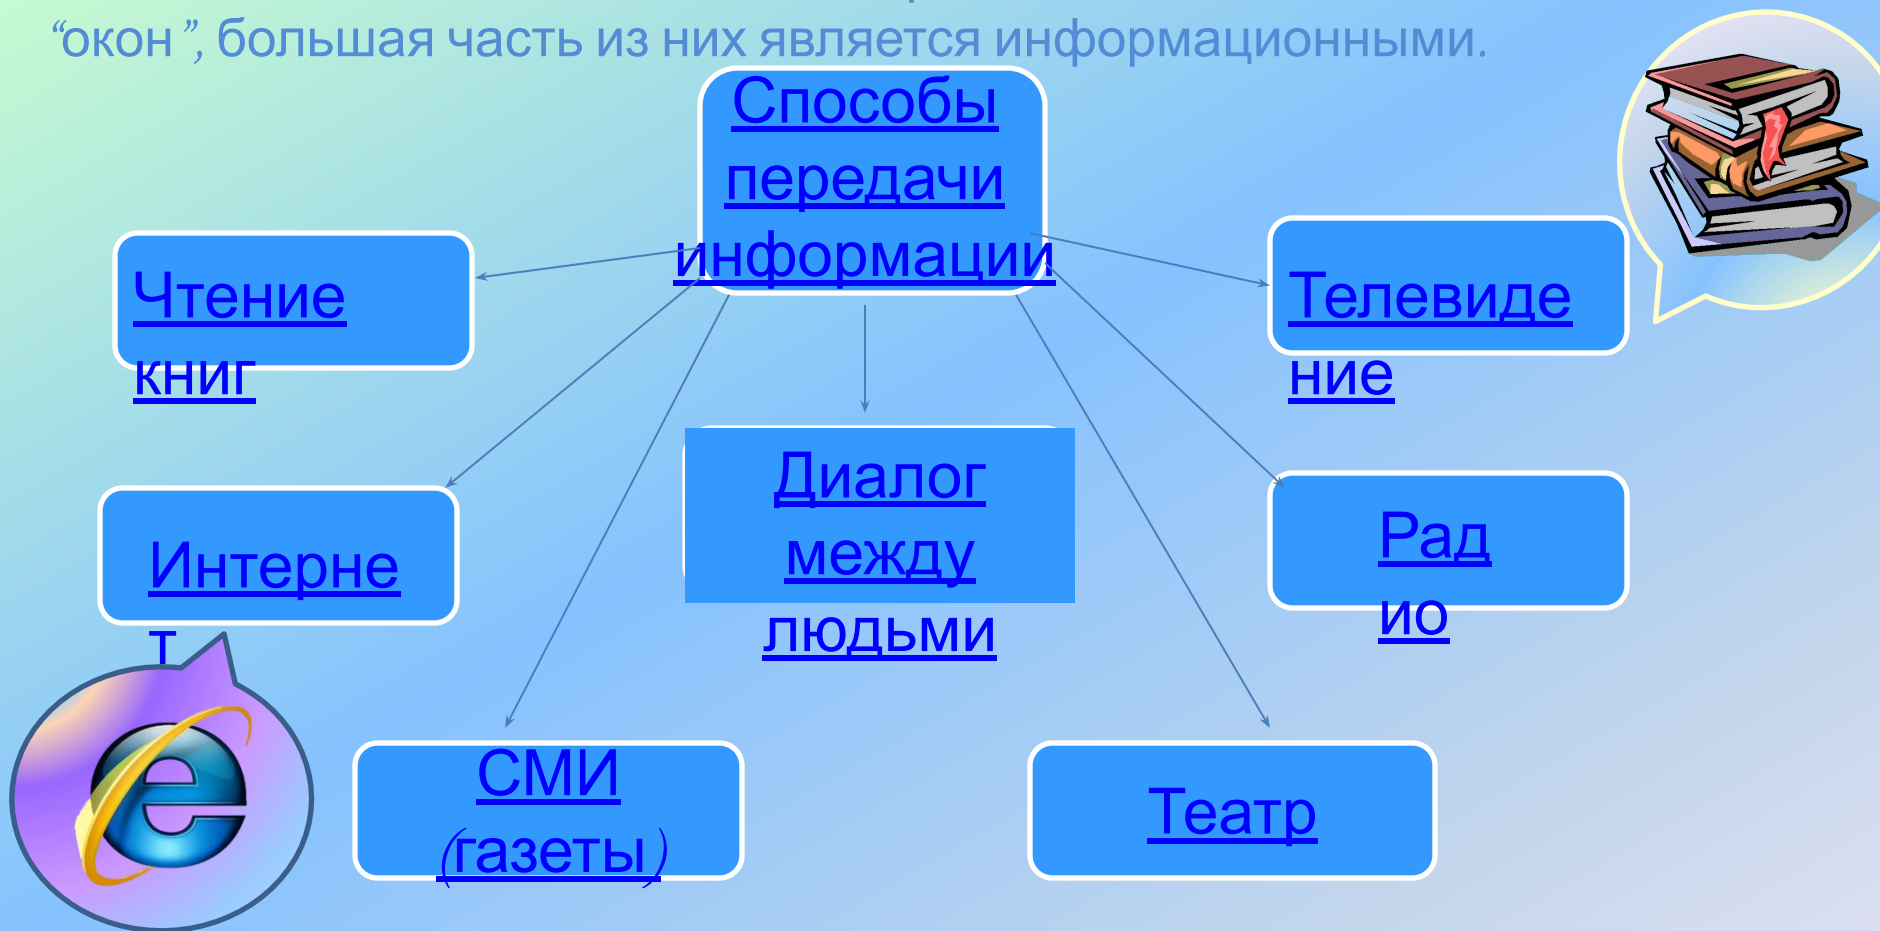 “окон”, большая часть из них является информационными.
Способы
передачи
информации
Чтение
книг
Телевиде
ние
Диалог
между
людьми
Интерне
т
Рад
ио
СМИ
(газеты)
Театр